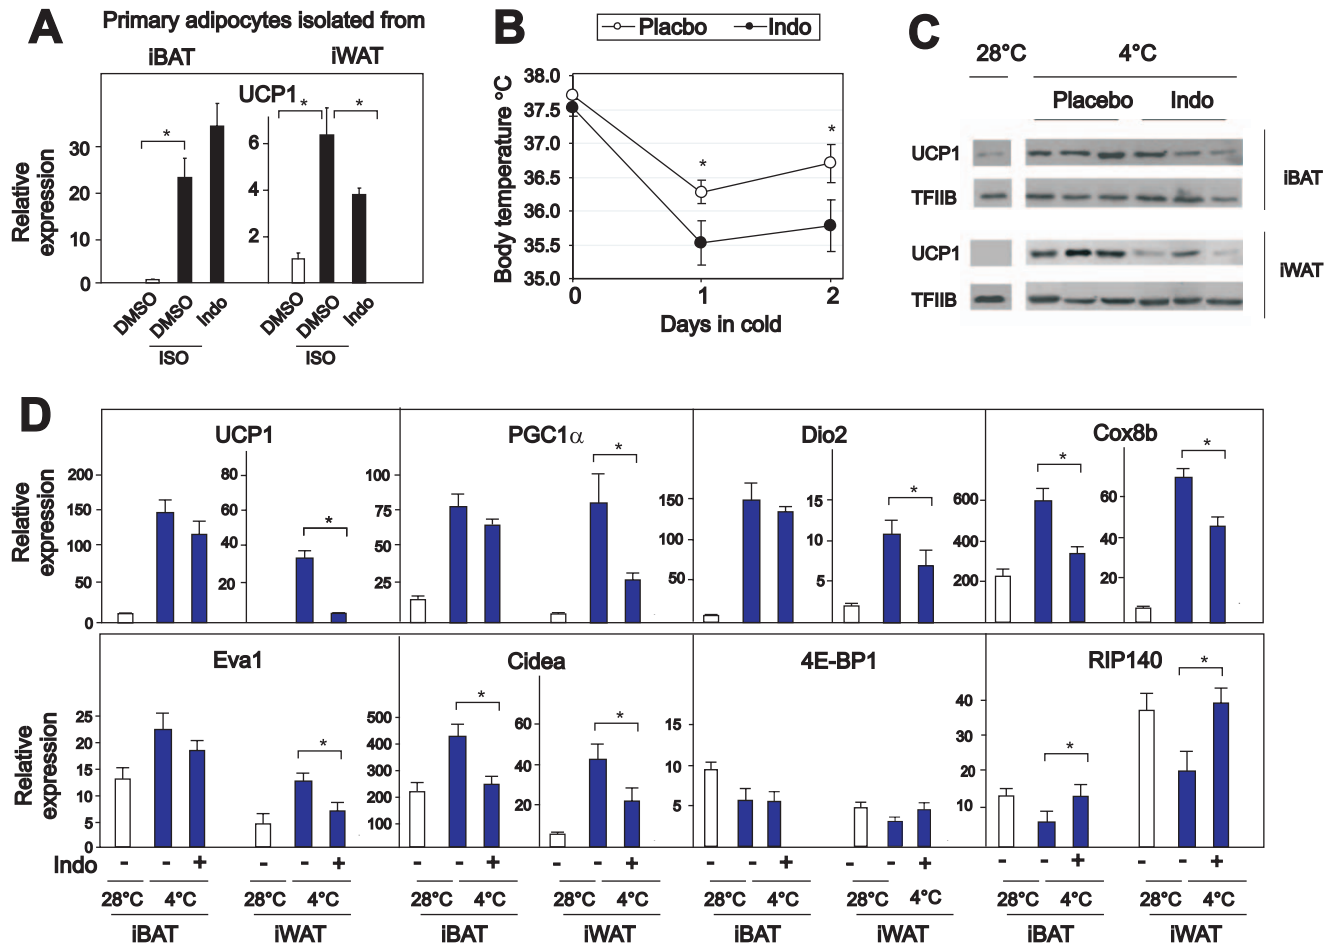 A
Primary adipocytes isolated from
iBAT
iWAT
UCP1
Relative
expression
30
20
10
0
6
4
2
*
*
*
DMSO
DMSO
Indo
DMSO
DMSO
Indo
ISO
ISO
B
Placbo
Indo
Body temperature °C
38.0
37.5
37.0
36.5
36.0
35.5
35.0
*
*
0
1
2
Days in cold
C
28°C
4°C
Placebo
Indo
UCP1
TFIIB
iBAT
UCP1
TFIIB
iWAT
D
Relative
expression
UCP1
200
150
100
50
0
80
60
40
20
*
PGC1α
100
75
50
25
*
Dio2
150
100
50
15
10
5
*
Cox8b
600
400
200
60
40
20
*
*
Relative
expression
Eva1
25
20
15
10
5
0
*
Cidea
500
400
300
200
100
60
40
20
*
*
4E-BP1
15
10
5
RIP140
40
30
20
10
*
*
Indo - - + - - + - - + - - + - - + - - + - - + - - +
28°C 4°C 28°C 4°C 28°C 4°C 28°C 4°C 28°C 4°C 28°C 4°C 28°C 4°C 28°C 4°C
iBAT iWAT iBAT iWAT iBAT iWAT iBAT iWAT